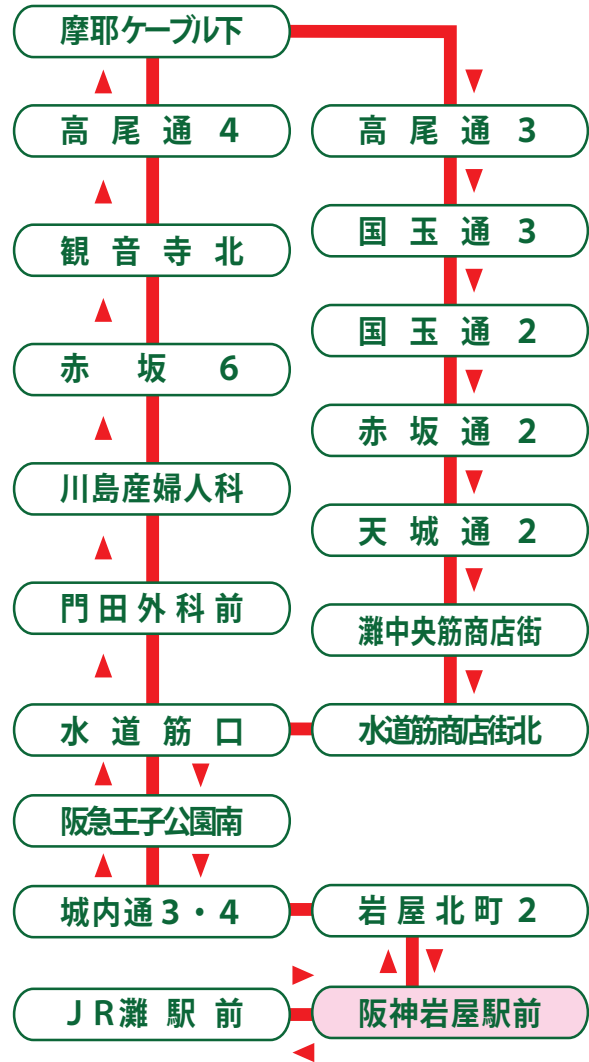 摩耶ケーブル下
高尾通4
高尾通3
観音寺北
国玉通3
国玉通2
赤坂6
赤坂通2
川島産婦人科
天城通2
門田外科前
灘中央筋商店街
水道筋口
水道筋商店街北
阪急王子公園南
城内通3・4
岩屋北町2
JR灘駅前
阪神岩屋駅前